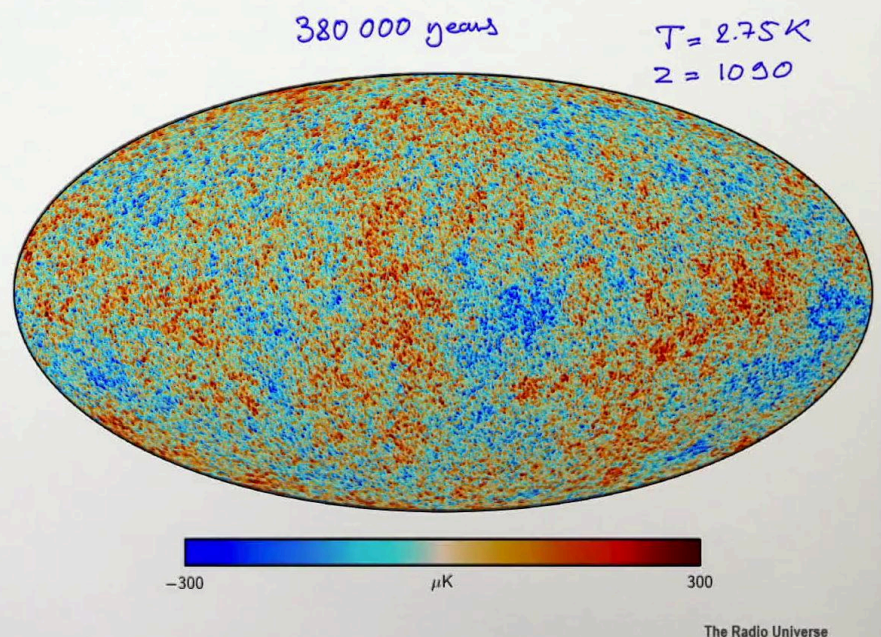 380 000 years
T = 2.75K
z = 1090
−300
μK
300
The Radio Universe